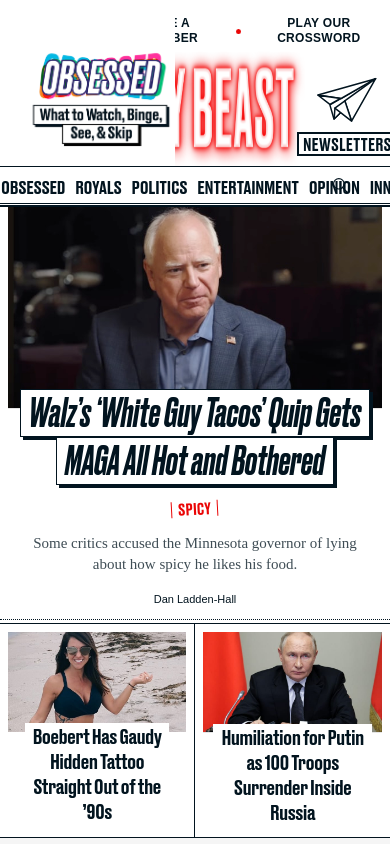 E A
BER
PLAY OUR
CROSSWORD
OBSESSED
What to Watch, Binge,
See, & Skip
Y BEAST
NEWSLETTERS
OBSESSED ROYALS POLITICS ENTERTAINMENT OPINION INN
Walz’s ‘White Guy Tacos’ Quip Gets
MAGA All Hot and Bothered
SPICY
Some critics accused the Minnesota governor of lying
about how spicy he likes his food.
Dan Ladden-Hall
Boebert Has Gaudy
Hidden Tattoo
Straight Out of the
’90s
Humiliation for Putin
as 100 Troops
Surrender Inside
Russia